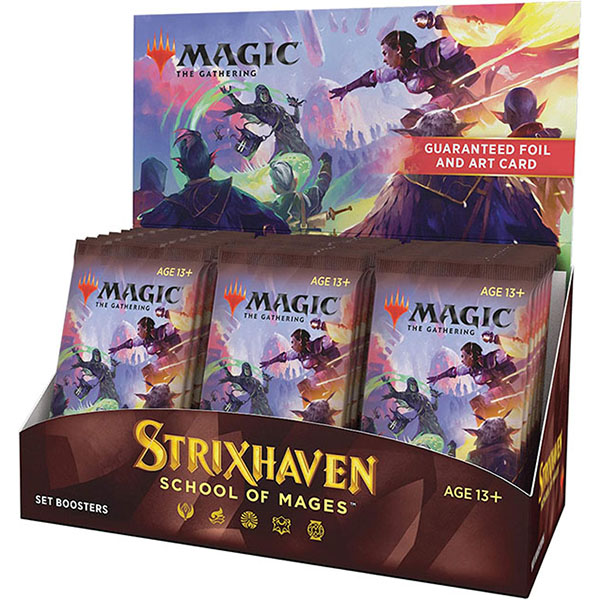 MAGIC
THE GATHERING
GUARANTEED FOIL
AND ART CARD
AGE 13+
MAGIC
THE GATHERING
AGE 13+
MAGIC
THE GATHERING
AGE 13+
MAGIC
THE GATHERING
STRIXHAVEN
SCHOOL OF MAGES™
SET BOOSTERS
AGE 13+